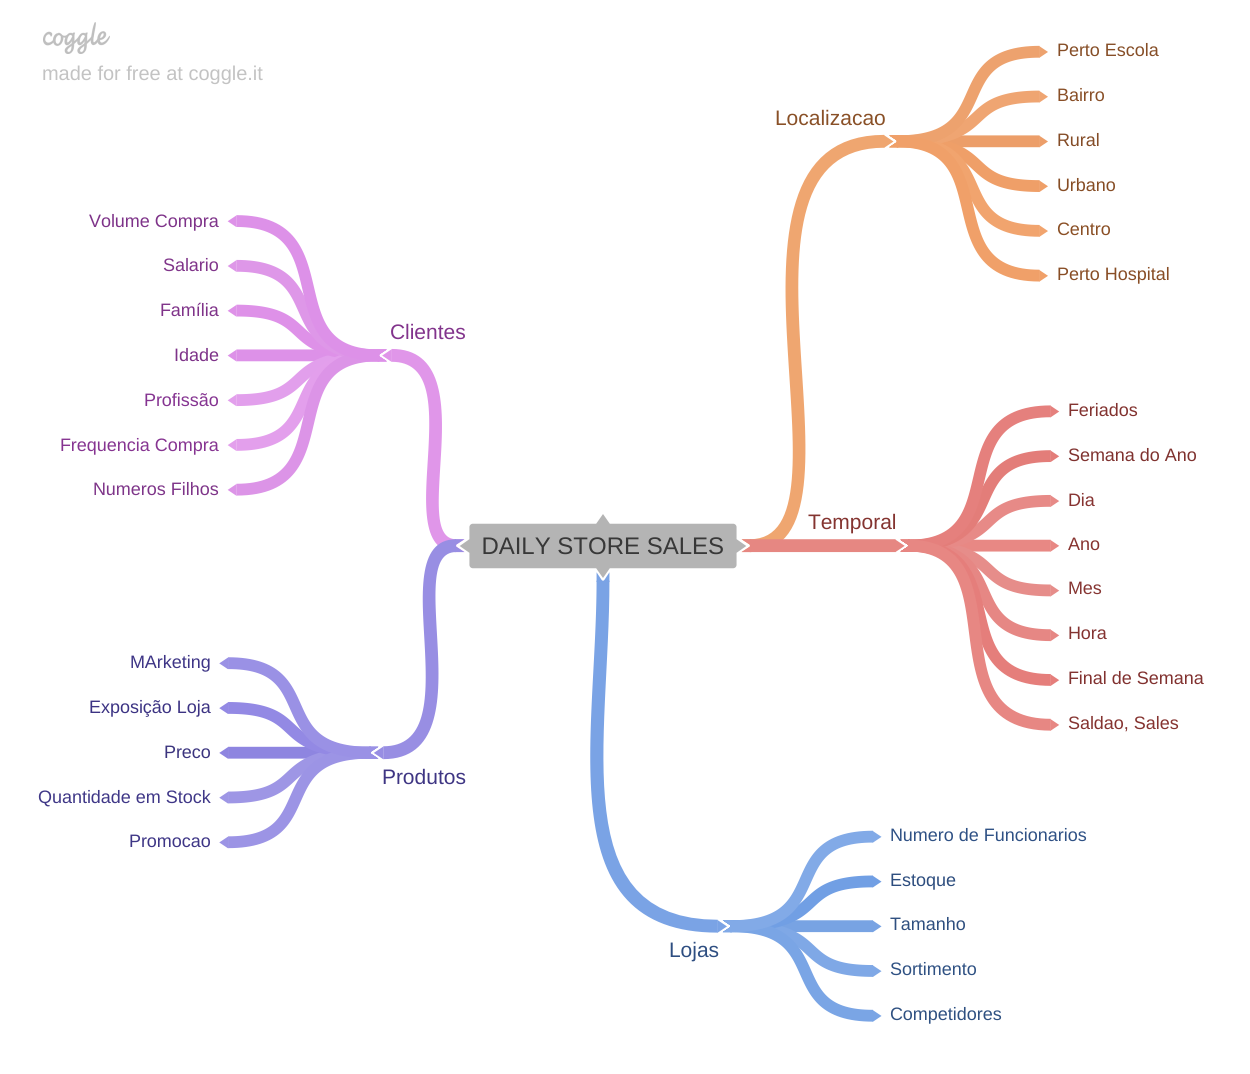 coggle
made for free at coggle.it
Localizacao
Perto Escola
Bairro
Rural
Urbano
Centro
Perto Hospital
Clientes
Volume Compra
Salario
Família
Idade
Profissão
Frequencia Compra
Numeros Filhos
DAILY STORE SALES
Temporal
Feriados
Semana do Ano
Dia
Ano
Mes
Hora
Final de Semana
Saldao, Sales
Produtos
MArketing
Exposição Loja
Preco
Quantidade em Stock
Promocao
Lojas
Numero de Funcionarios
Estoque
Tamanho
Sortimento
Competidores